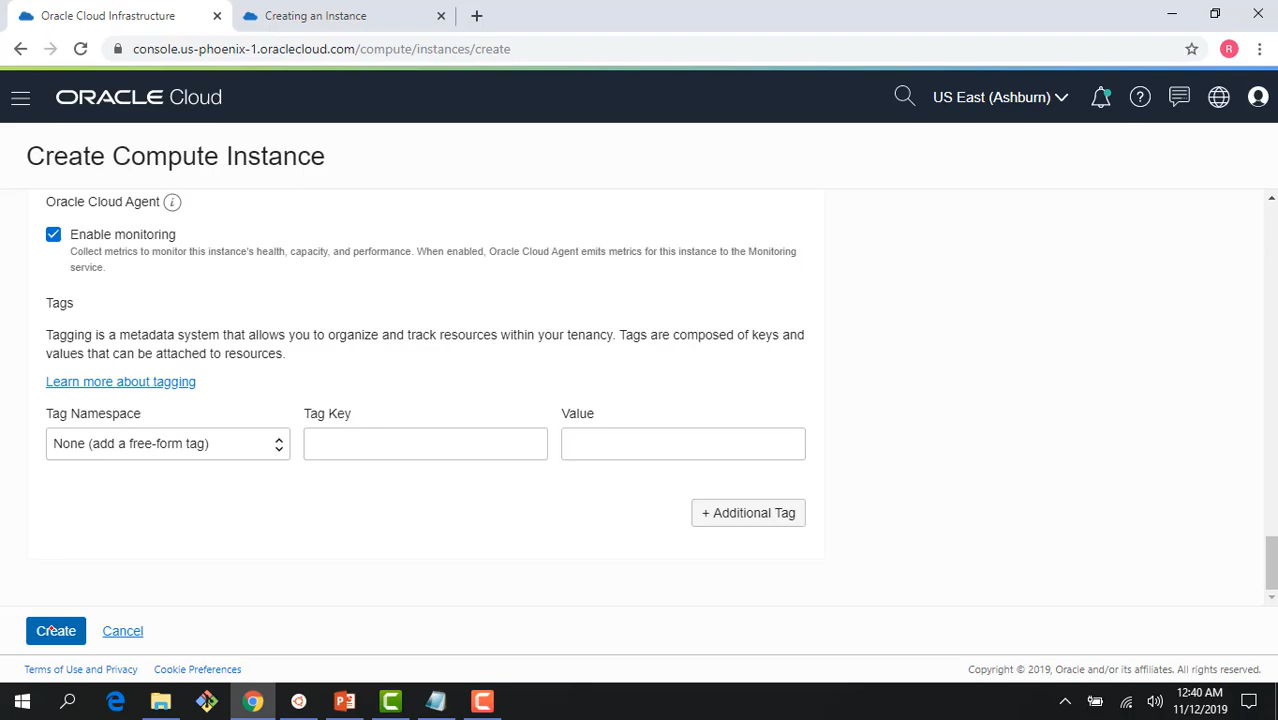 Oracle Cloud Infrastructure
Creating an Instance
console.us-phoenix-1.oraclecloud.com/compute/instances/create
R
ORACLE Cloud
US East (Ashburn)
Create Compute Instance
Oracle Cloud Agent i
Enable monitoring
Collect metrics to monitor this instance's health, capacity, and performance. When enabled, Oracle Cloud Agent emits metrics for this instance to the Monitoring
service.
Tags
Tagging is a metadata system that allows you to organize and track resources within your tenancy. Tags are composed of keys and
values that can be attached to resources.
Learn more about tagging
Tag Namespace Tag Key Value
None (add a free-form tag)
+ Additional Tag
Create Cancel
Terms of Use and Privacy Cookie Preferences Copyright © 2019, Oracle and/or its affiliates. All rights reserved.
12:40 AM
11/12/2019